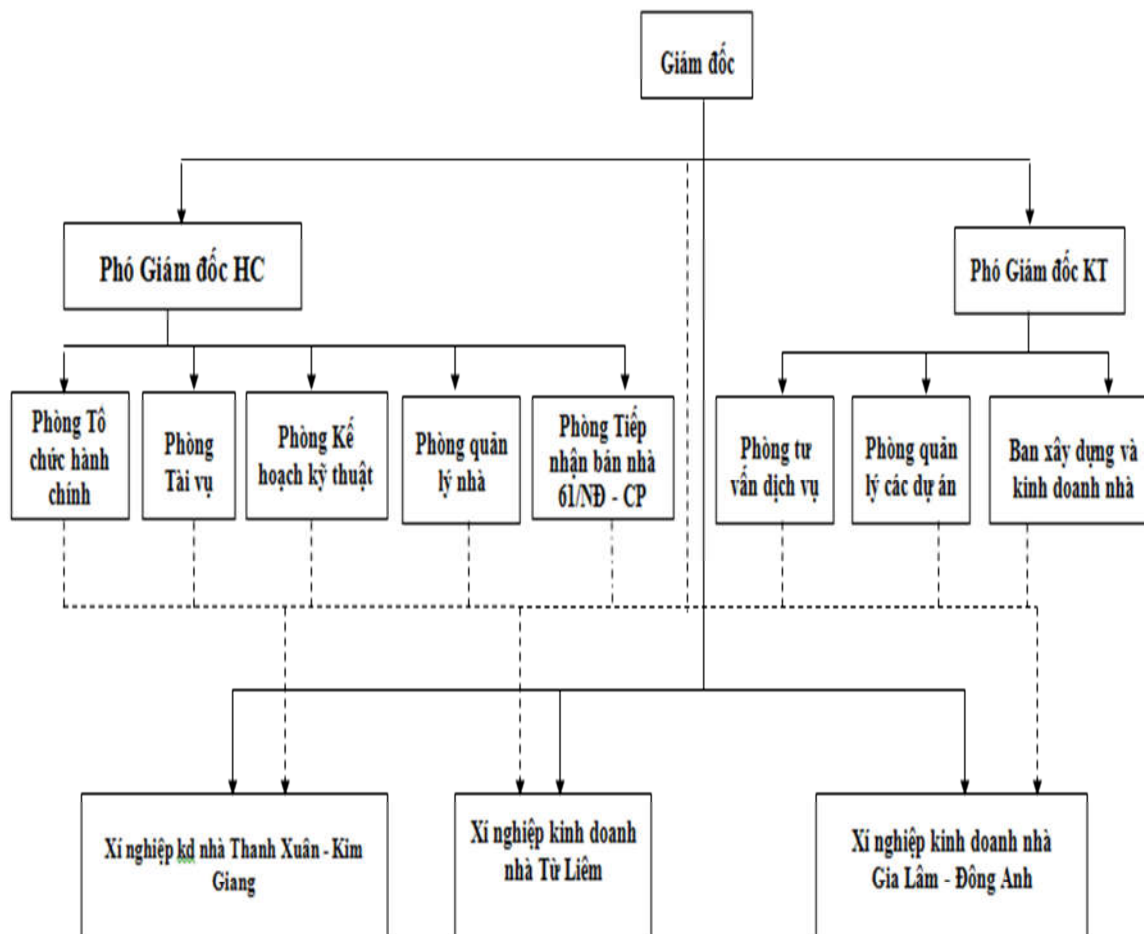 Giám đốc
Phó Giám đốc HC
Phó Giám đốc KT
Phòng Tổ
chức hành
chính
Phòng
Tài vụ
Phòng Kế
hoạch kỹ thuật
Phòng quản
lý nhà
Phòng Tiếp
nhận bán nhà
61/NĐ - CP
Phòng tư
vấn dịch vụ
Phòng quản
lý các dự án
Ban xây dựng và
kinh doanh nhà
Xí nghiệp kd nhà Thanh Xuân - Kim
Giang
Xí nghiệp kinh doanh
nhà Từ Liêm
Xí nghiệp kinh doanh nhà
Gia Lâm - Đông Anh